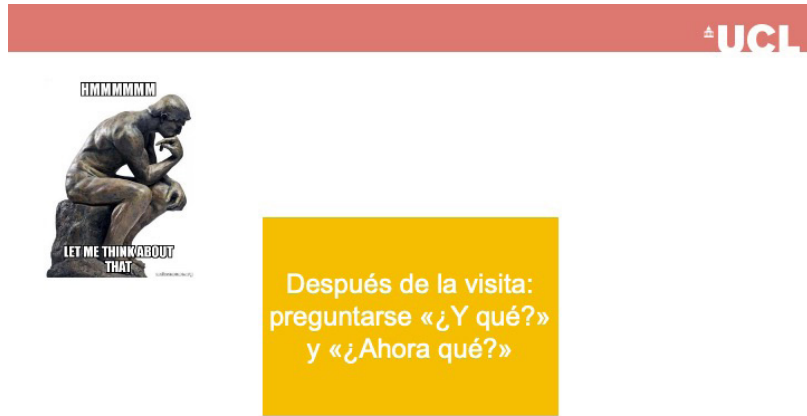 UCL
HMMMMMM
LET ME THINK ABOUT
THAT
Después de la visita:
preguntarse «¿Y qué?»
y «¿Ahora qué?»